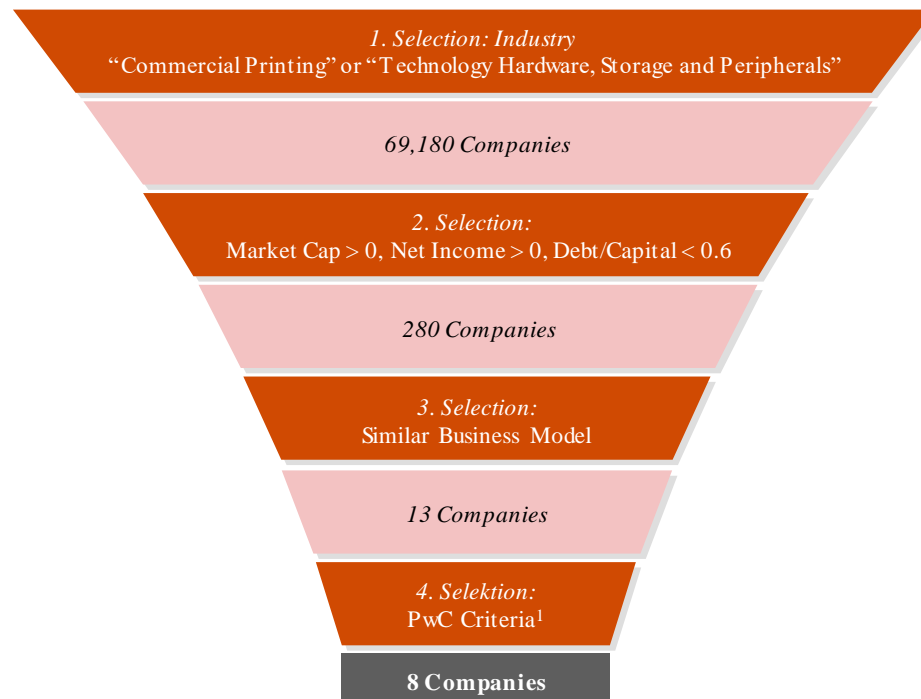 1. Selection: Industry
“Commercial Printing” or “Technology Hardware, Storage and Peripherals”
69,180 Companies
2. Selection:
Market Cap > 0, Net Income > 0, Debt/Capital < 0.6
280 Companies
3. Selection:
Similar Business Model
13 Companies
4. Selektion:
PwC Criteria¹
8 Companies